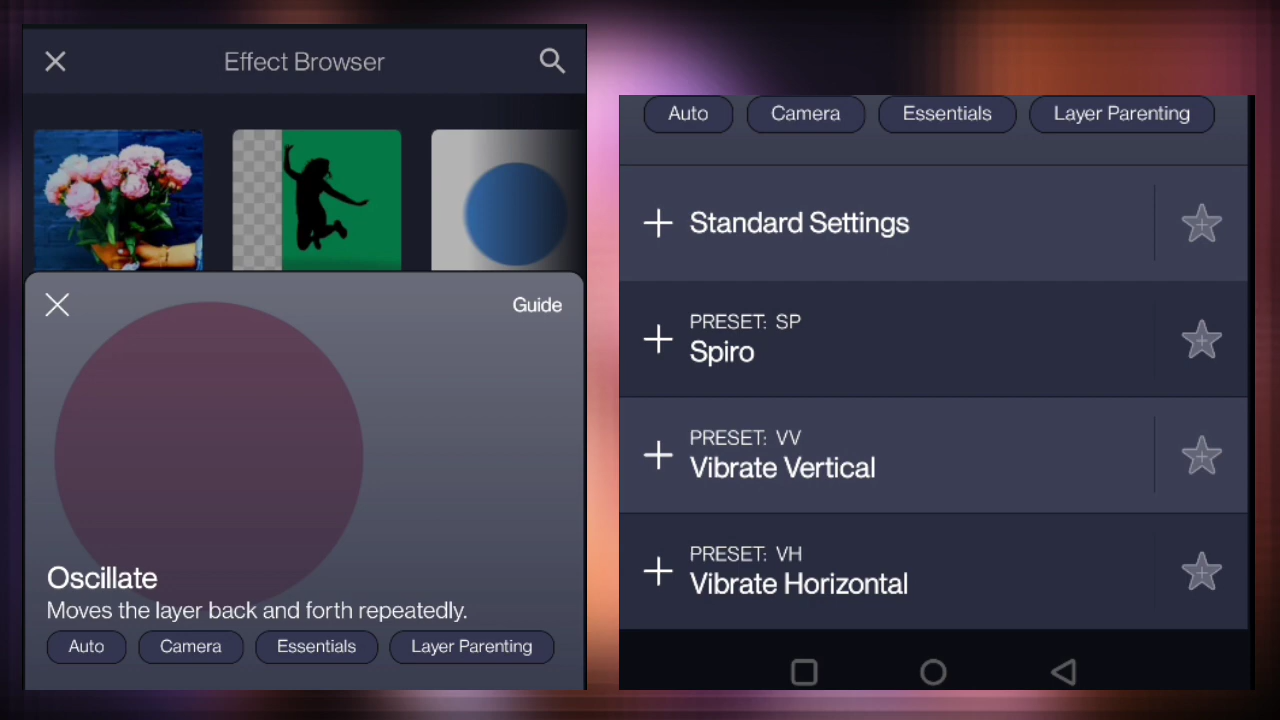 Effect Browser
Guide
Oscillate
Moves the layer back and forth repeatedly.
Auto Camera Essentials Layer Parenting
Auto Camera Essentials Layer Parenting
Standard Settings
PRESET: SP
Spiro
PRESET: VV
Vibrate Vertical
PRESET: VH
Vibrate Horizontal